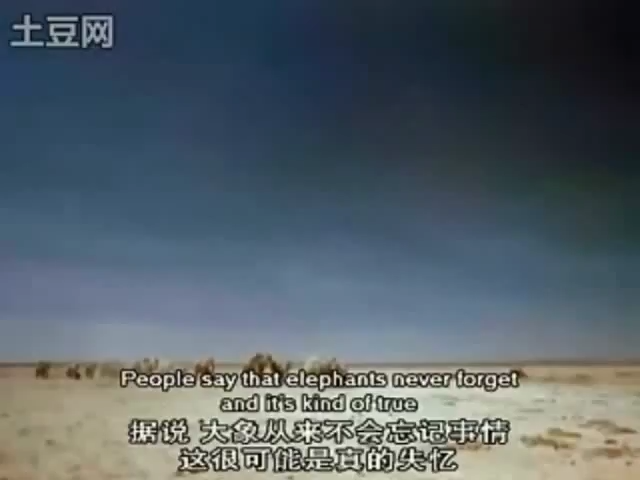 土豆网
People say that elephants never forget
and it's kind of true
据说 大象从来不会忘记事情
这很可能是真的失忆